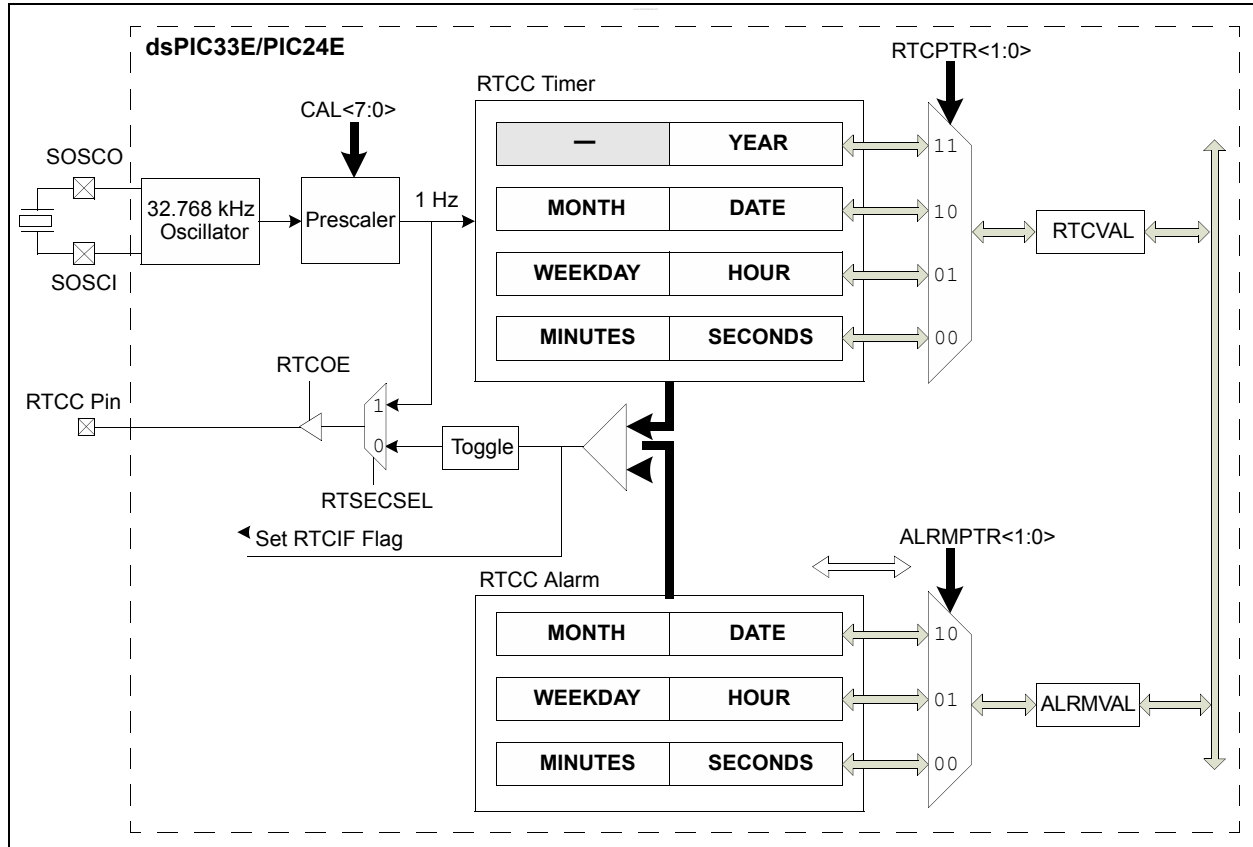 dsPIC33E/PIC24E
RTCPTR<1:0>
RTCC Timer
CAL<7:0>
SOSCO
— YEAR 11
32.768 kHz
Oscillator
Prescaler
1 Hz
MONTH DATE 10
RTCVAL
SOSCI
WEEKDAY HOUR 01
MINUTES SECONDS 00
RTCOE
RTCC Pin
1
0
Toggle
RTSECSEL
Set RTCIF Flag
ALRMPTR<1:0>
RTCC Alarm
MONTH DATE 10
WEEKDAY HOUR 01
ALRMVAL
MINUTES SECONDS 00